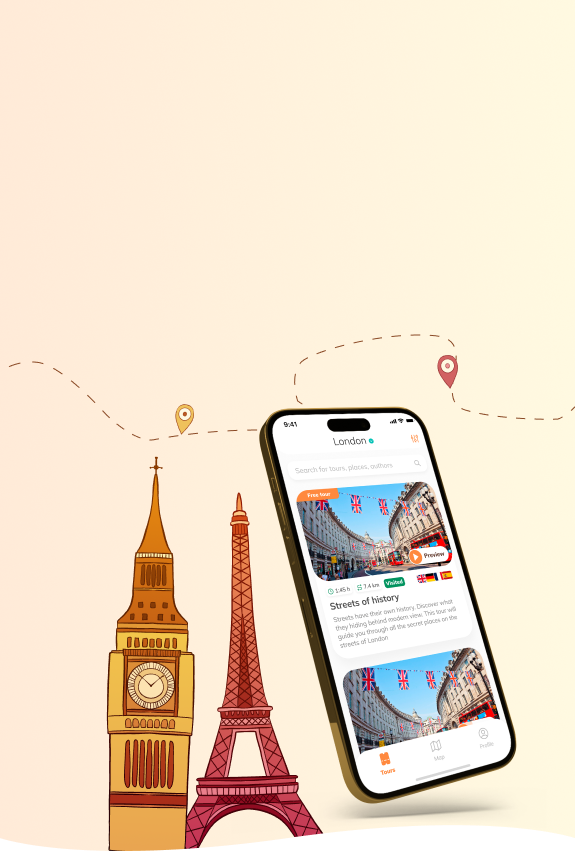 9:41
London
Search for tours, places, authors
Free tour
Preview
1:45 h
7.4 km
Visited
Streets of history
Streets have their own history. Discover what
they hiding behind modern view. This tour will
guide you through all the secret places on the
streets of London
Tours
Map
Profile